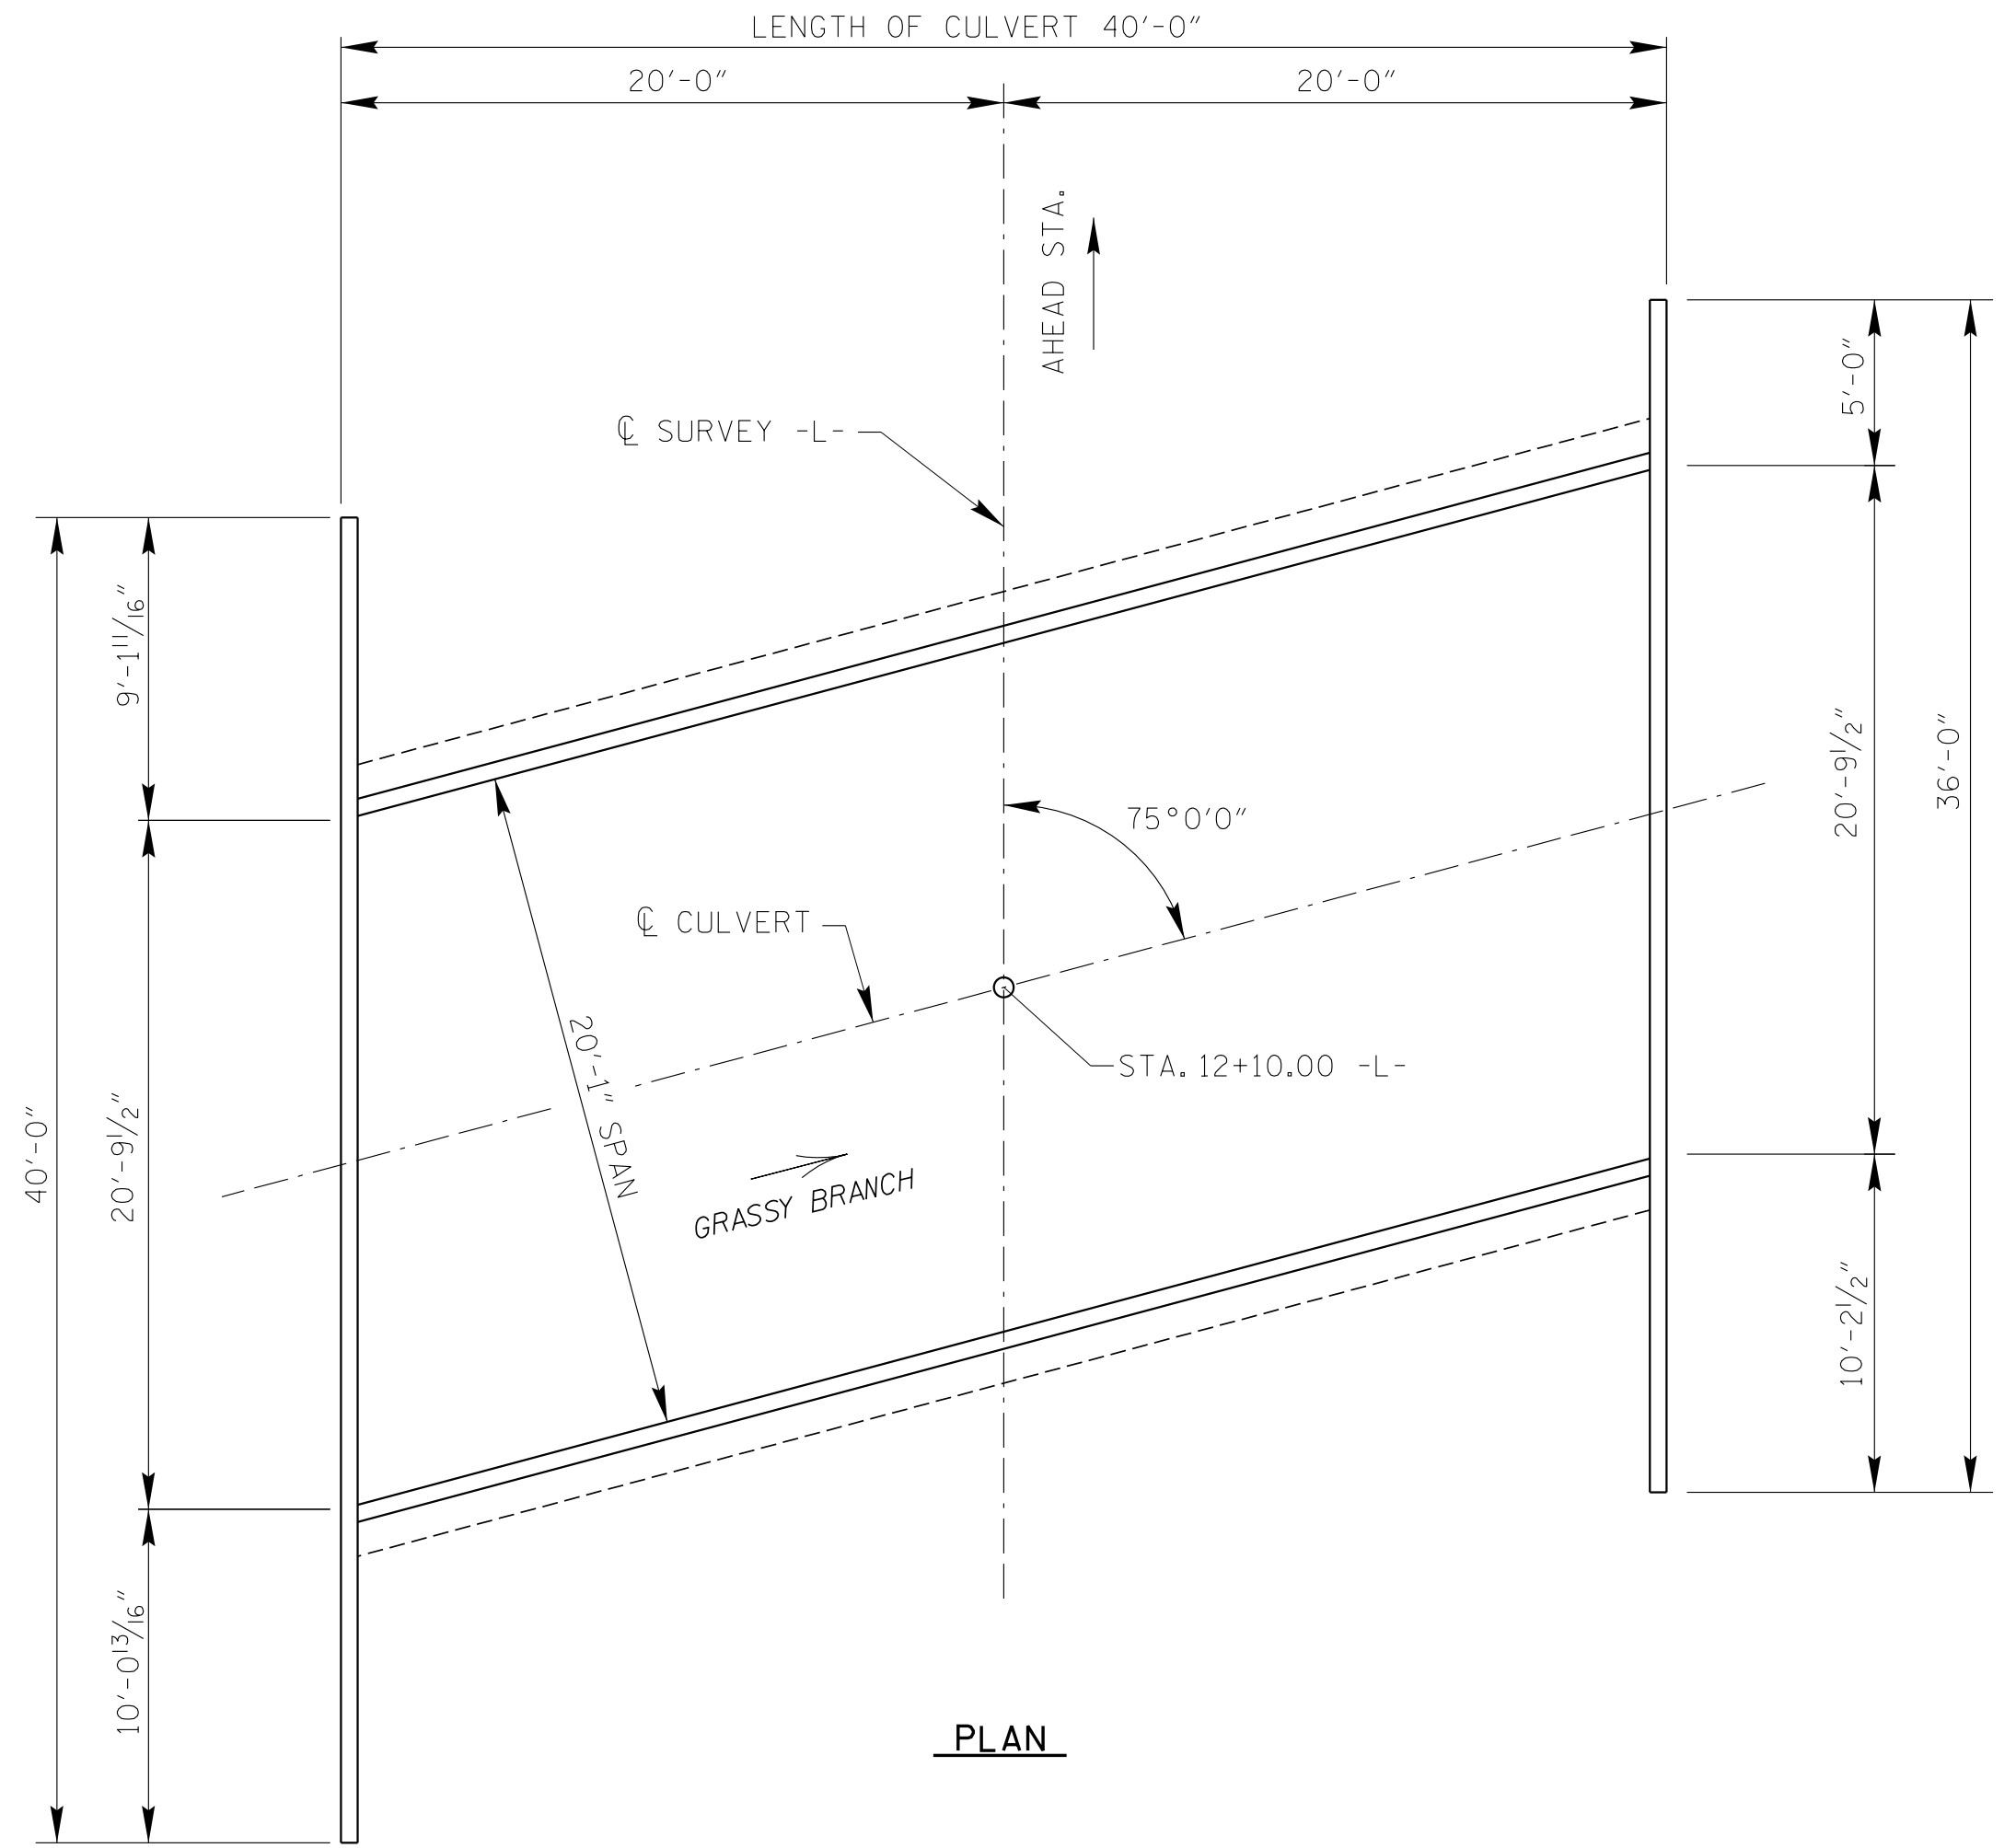 LENGTH OF CULVERT 40'-0"
20'-0"
20'-0"
AHEAD STA.
℄ SURVEY -L-
5'-0"
9'-1 11/16"
20'-9 1/2"
36'-0"
75°0'0"
℄ CULVERT
20'-1" SPAN
STA. 12+10.00 -L-
40'-0"
20'-9 1/2"
GRASSY BRANCH
10'-2 1/2"
10'-0 13/16"
PLAN